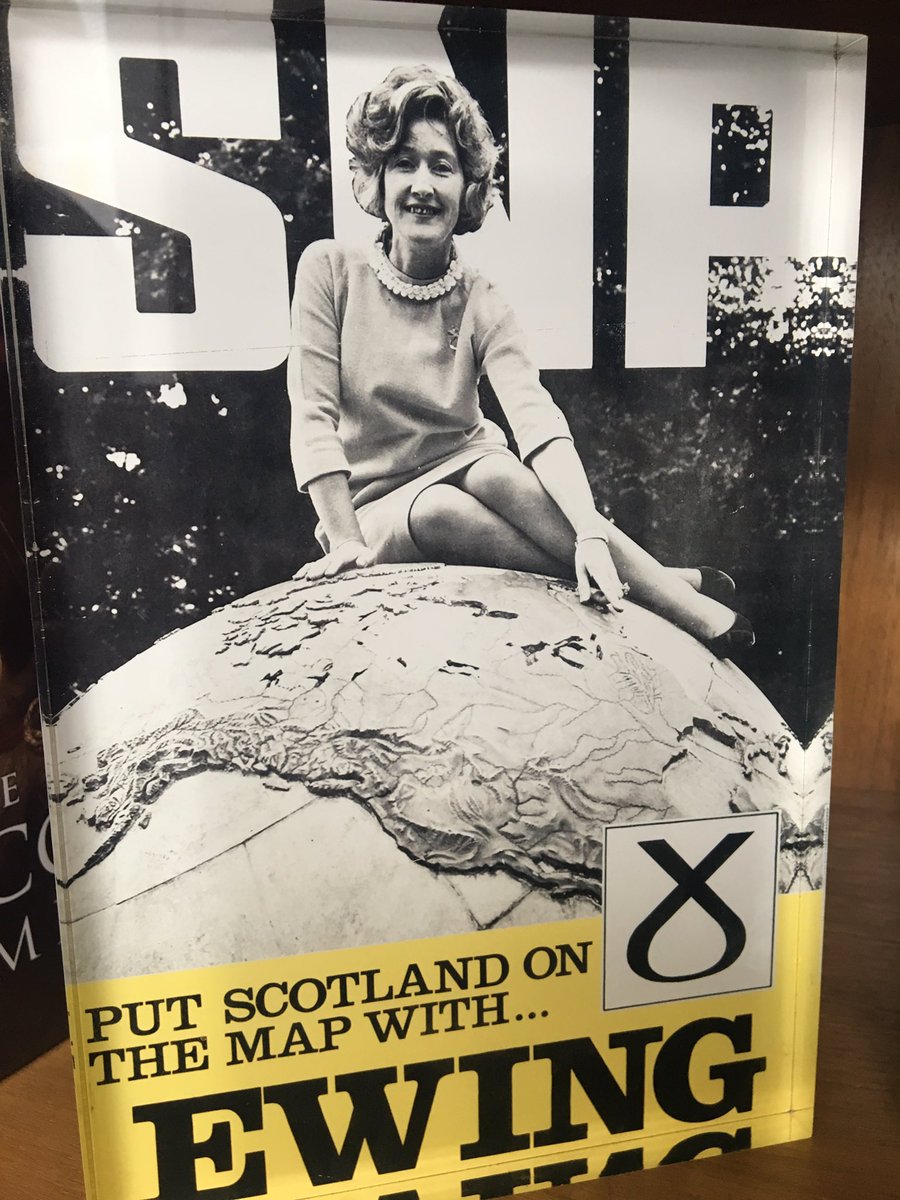 SNP
PUT SCOTLAND ON
THE MAP WITH...
EWING